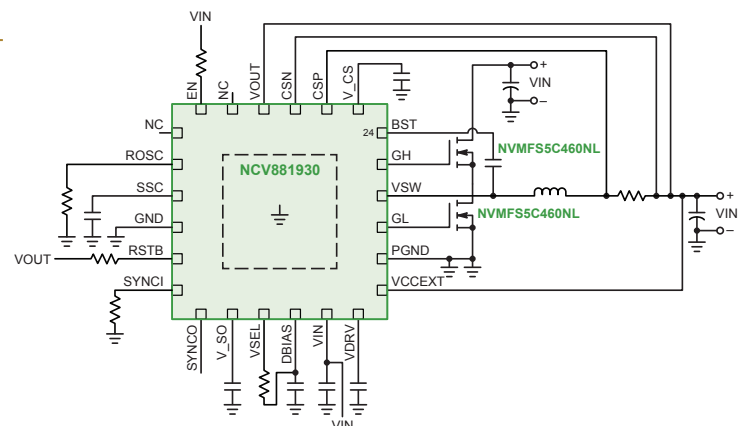 VIN
EN
NC
VOUT
CSN
CSP
V_CS
+
VIN
–
NC
24
BST
NVMFS5C460NL
ROSC
GH
NCV881930
SSC
VSW
+
VIN
–
NVMFS5C460NL
GND
GL
VOUT
RSTB
PGND
SYNCI
VCCEXT
SYNCO
V_SO
VSEL
DBIAS
VIN
VDRV
VIN